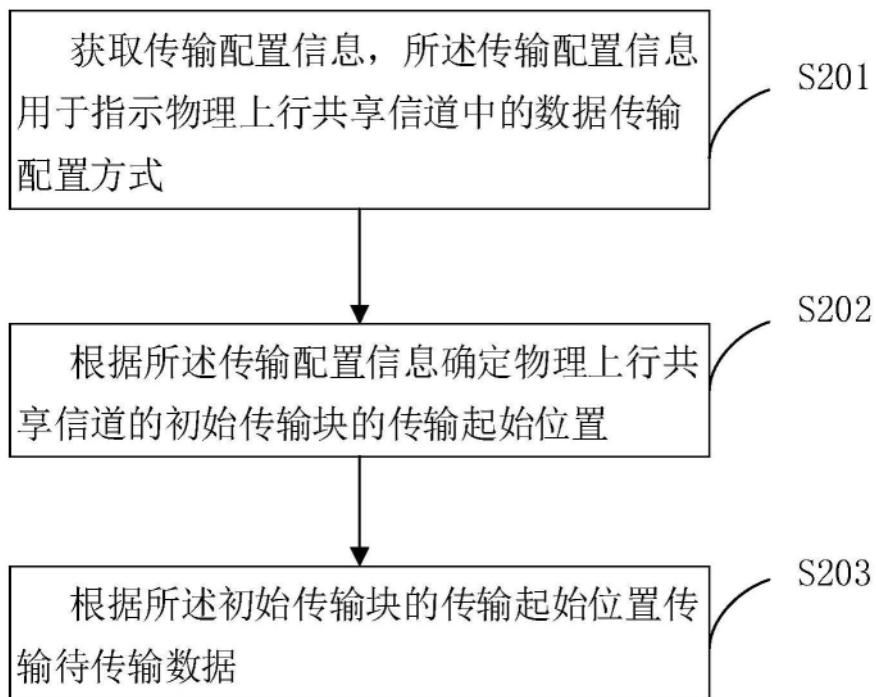 获取传输配置信息，所述传输配置信息
用于指示物理上行共享信道中的数据传输
配置方式
S201
根据所述传输配置信息确定物理上行共
享信道的初始传输块的传输起始位置
S202
根据所述初始传输块的传输起始位置传
输待传输数据
S203